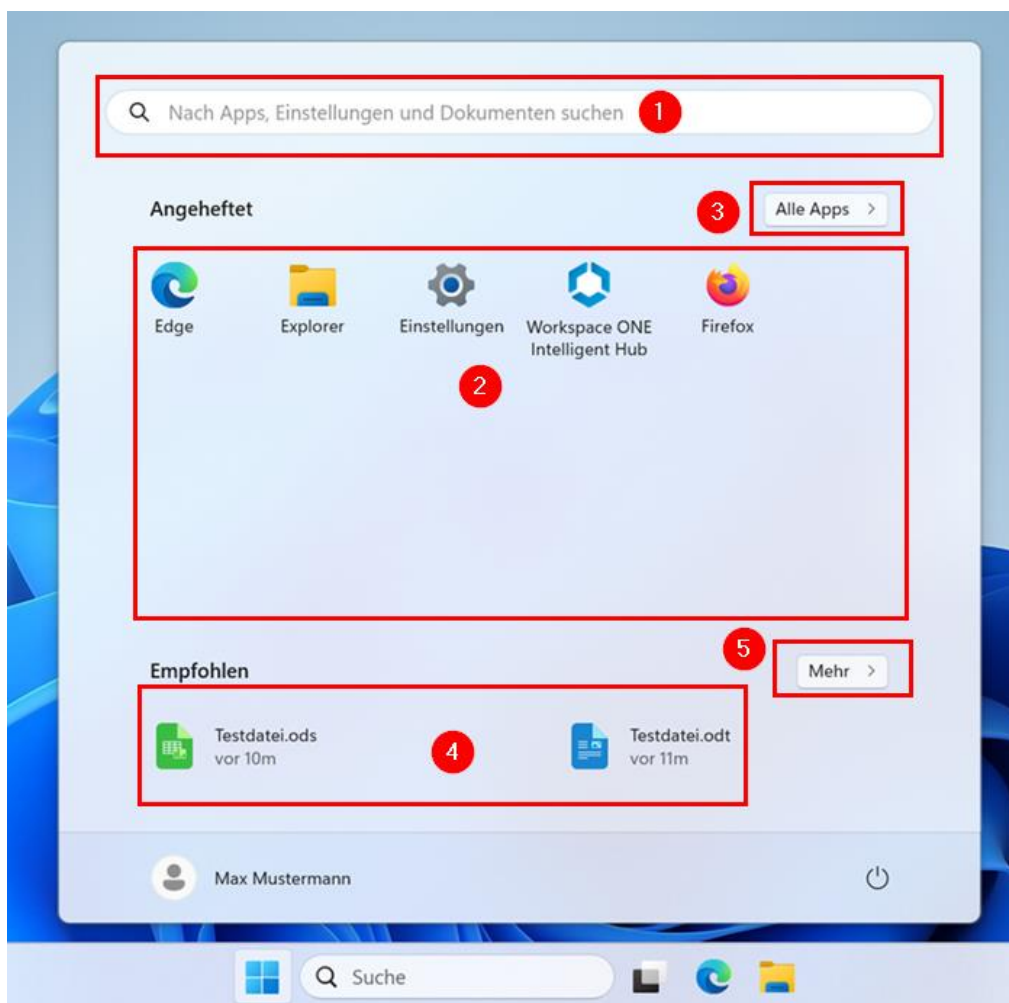 Nach Apps, Einstellungen und Dokumenten suchen 1
Angeheftet 3 Alle Apps
Edge Explorer Einstellungen Workspace ONE Firefox
Intelligent Hub
2
5
Empfohlen Mehr
Testdatei.ods Testdatei.odt
vor 10m 4 vor 11m
Max Mustermann
Suche